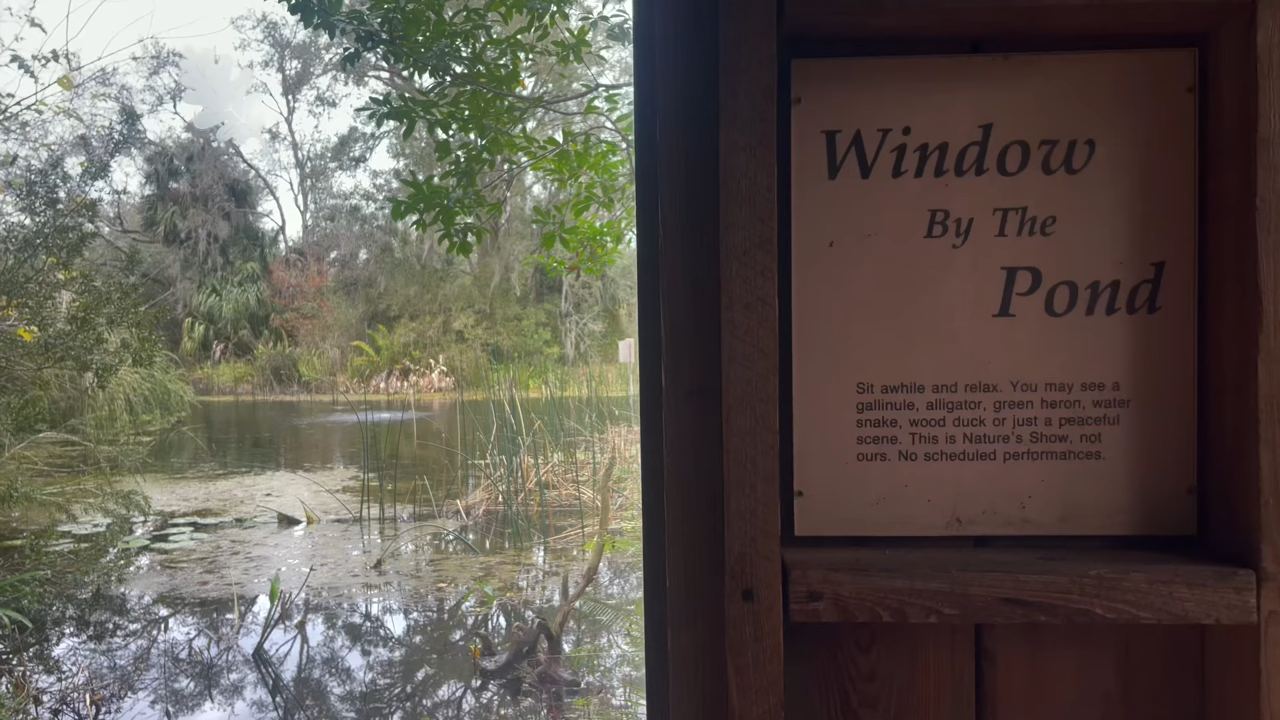 Window
By The
Pond
Sit awhile and relax. You may see a
gallinule, alligator, green heron, water
snake, wood duck or just a peaceful
scene. This is Nature's Show, not
ours. No scheduled performances.